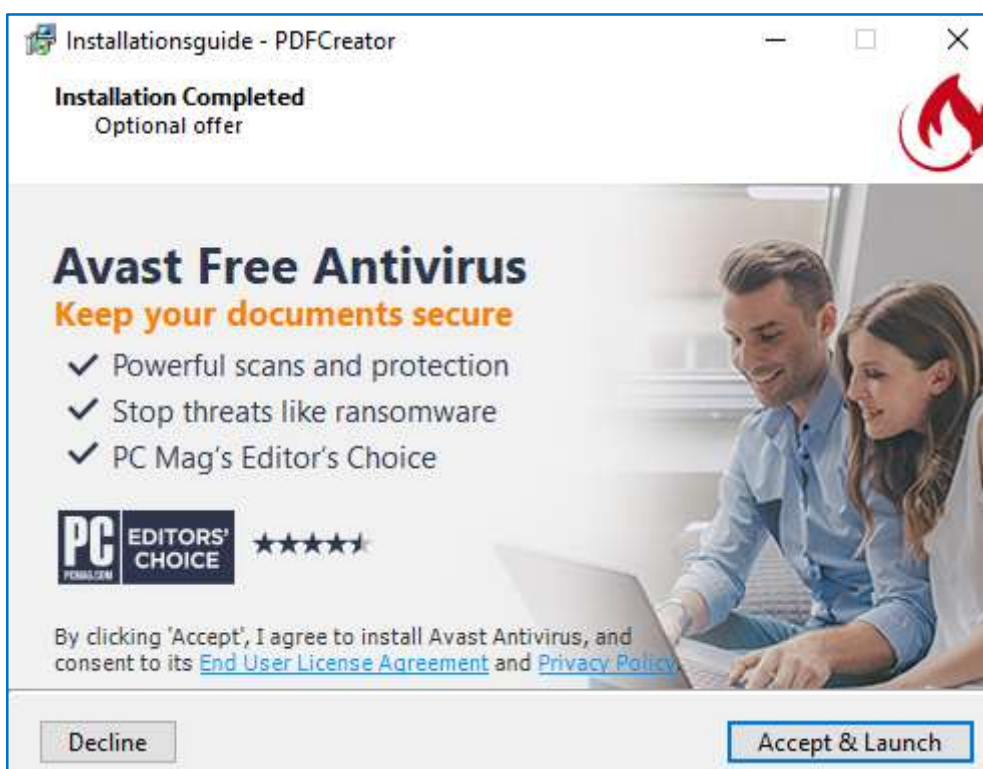 Installationsguide - PDFCreator
Installation Completed
Optional offer
Avast Free Antivirus
Keep your documents secure
Powerful scans and protection
Stop threats like ransomware
PC Mag's Editor's Choice
PC
PCMAG.COM
EDITORS'
CHOICE
By clicking 'Accept', I agree to install Avast Antivirus, and
consent to its End User License Agreement and Privacy Policy.
Decline
Accept & Launch